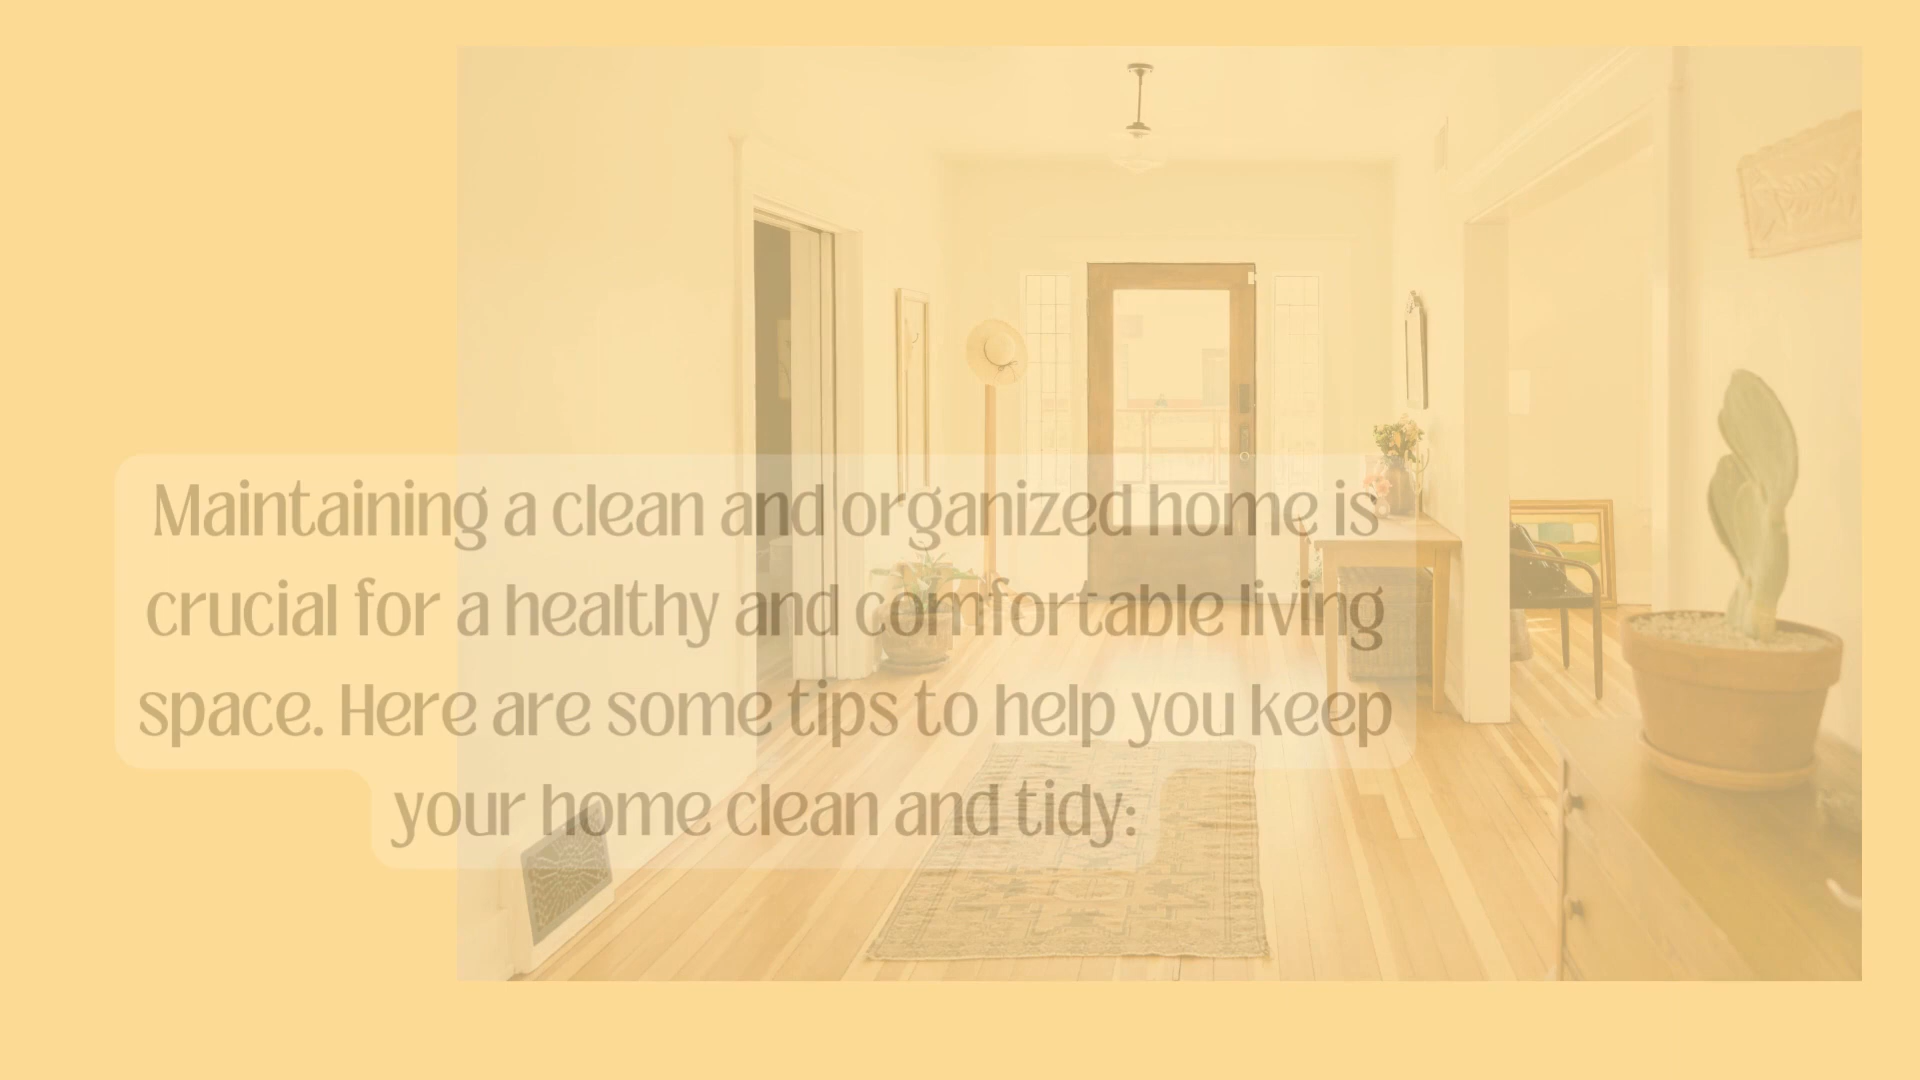 Maintaining a clean and organized home is
crucial for a healthy and comfortable living
space. Here are some tips to help you keep
your home clean and tidy: